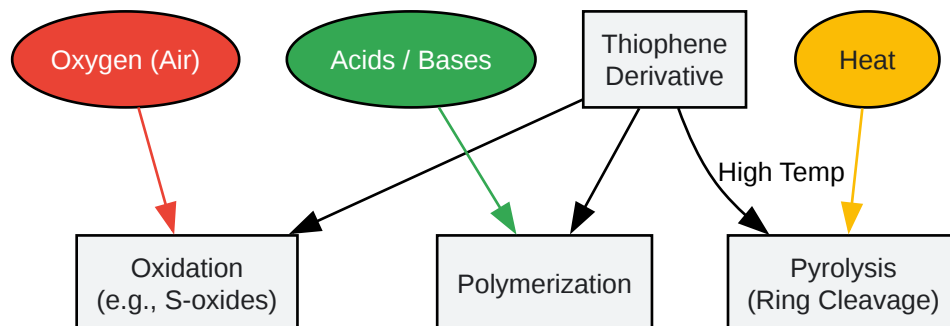 Oxygen (Air)
Acids / Bases
Thiophene
Derivative
Heat
High Temp
Oxidation
(e.g., S-oxides)
Polymerization
Pyrolysis
(Ring Cleavage)